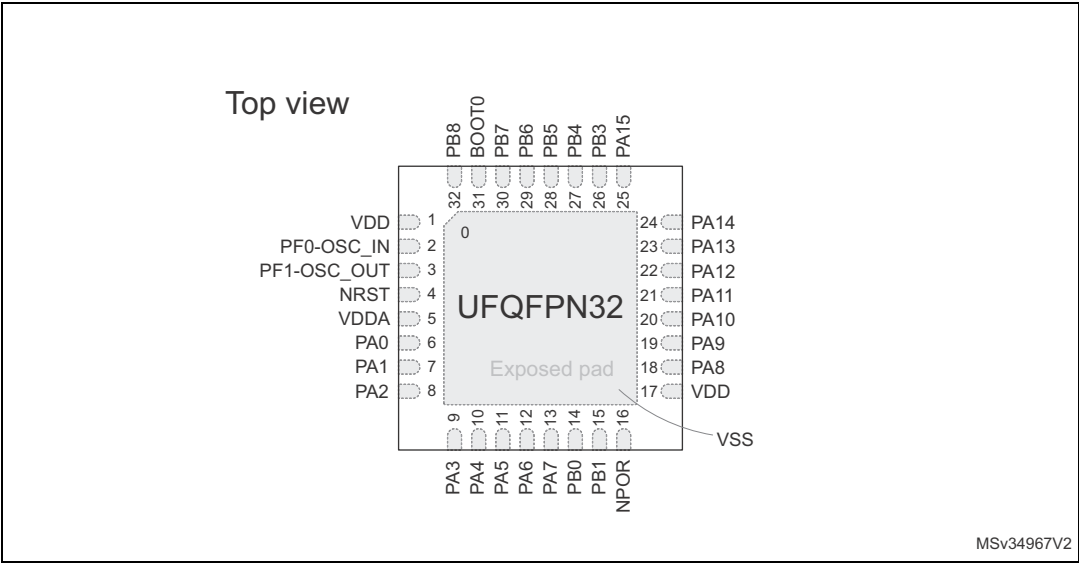 Top view
PB8
BOOT0
PB7
PB6
PB5
PB4
PB3
PA15
32
31
30
29
28
27
26
25
VDD 1
PF0-OSC_IN 2
PF1-OSC_OUT 3
NRST 4
VDDA 5
PA0 6
PA1 7
PA2 8
0
UFQFPN32
Exposed pad
24 PA14
23 PA13
22 PA12
21 PA11
20 PA10
19 PA9
18 PA8
17 VDD
VSS
9
10
11
12
13
14
15
16
PA3
PA4
PA5
PA6
PA7
PB0
PB1
NPOR
MSv34967V2